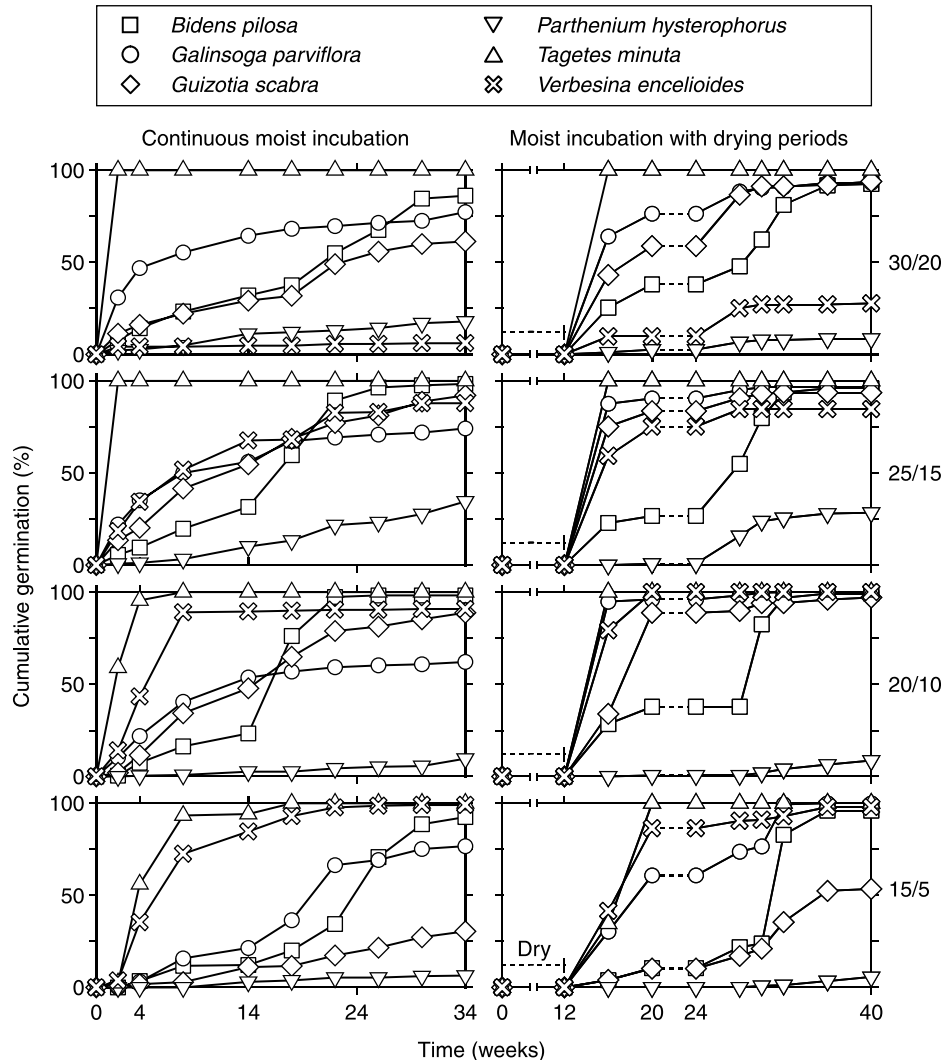 Bidens pilosa
Parthenium hysterophorus
Galinsoga parviflora
Tagetes minuta
Guizotia scabra
Verbesina encelioides
Continuous moist incubation
Moist incubation with drying periods
100
50
0
30/20
100
50
0
25/15
100
50
0
20/10
100
50
0
15/5
Dry
0 4 14 24 34
0 12 20 24 40
Cumulative germination (%)
Time (weeks)